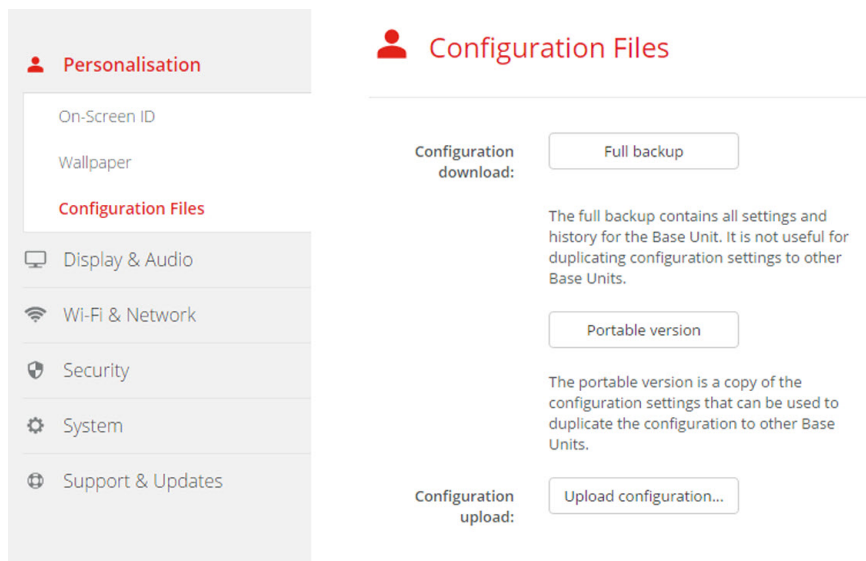 Personalisation
On-Screen ID
Wallpaper
Configuration Files
Display & Audio
Wi-Fi & Network
Security
System
Support & Updates
Configuration Files
Configuration
download:
Full backup
The full backup contains all settings and
history for the Base Unit. It is not useful for
duplicating configuration settings to other
Base Units.
Portable version
The portable version is a copy of the
configuration settings that can be used to
duplicate the configuration to other Base
Units.
Configuration
upload:
Upload configuration...